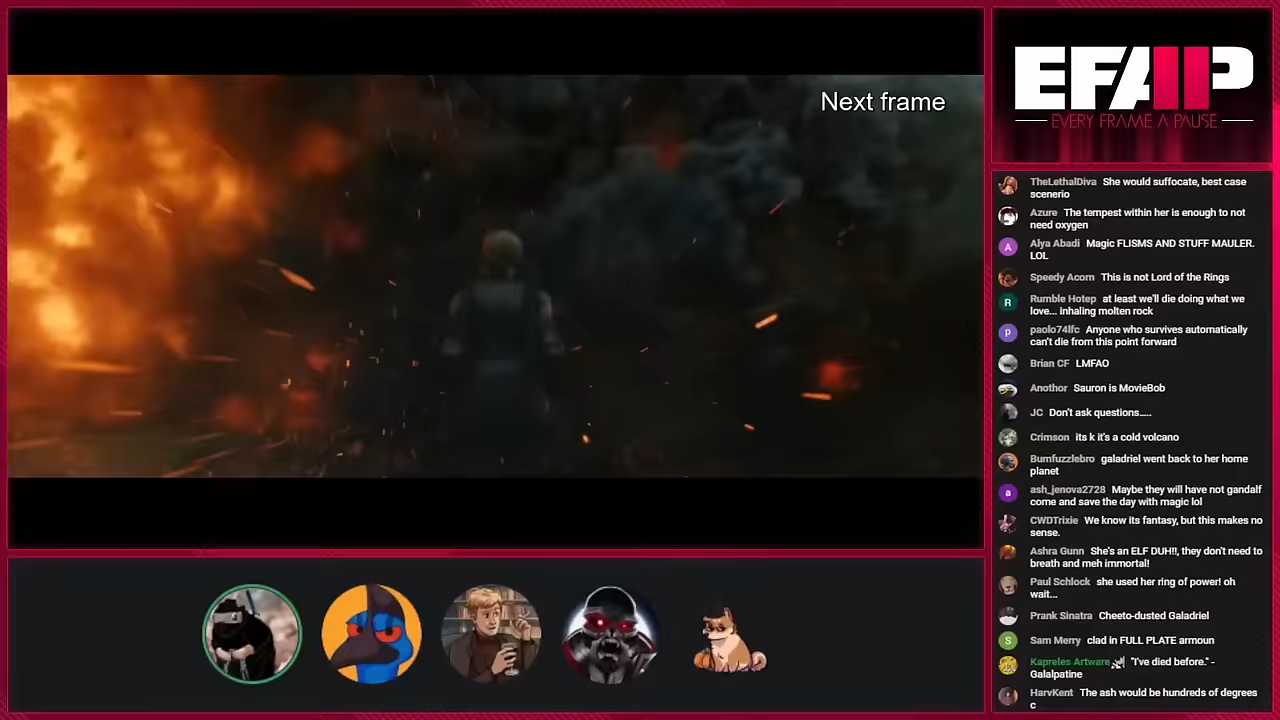 Next frame
EFAP
EVERY FRAME A PAUSE
TheLethalDiva She would suffocate, best case
scenerio
Azure The tempest within her is enough to not
need oxygen
A
Alya Abadi Magic FLISMS AND STUFF MAULER.
LOL
Speedy Acorn This is not Lord of the Rings
R
Rumble Hotep at least we'll die doing what we
love... inhaling molten rock
P
paolo74lfc Anyone who survives automatically
can't die from this point forward
Brian CF LMFAO
Anothor Sauron is MovieBob
JC Don't ask questions.....
Crimson its k it's a cold volcano
Bumfuzzlebro galadriel went back to her home
planet
a
ash_jenova2728 Maybe they will have not gandalf
come and save the day with magic lol
CWDTrixie We know its fantasy, but this makes no
sense.
Ashra Gunn She's an ELF DUH!!, they don't need to
breath and meh immortal!
Paul Schlock she used her ring of power! oh
wait...
Prank Sinatra Cheeto-dusted Galadriel
S
Sam Merry clad in FULL PLATE armoun
Kapreles Artware "I've died before." -
Galalpatine
HarvKent The ash would be hundreds of degrees
c